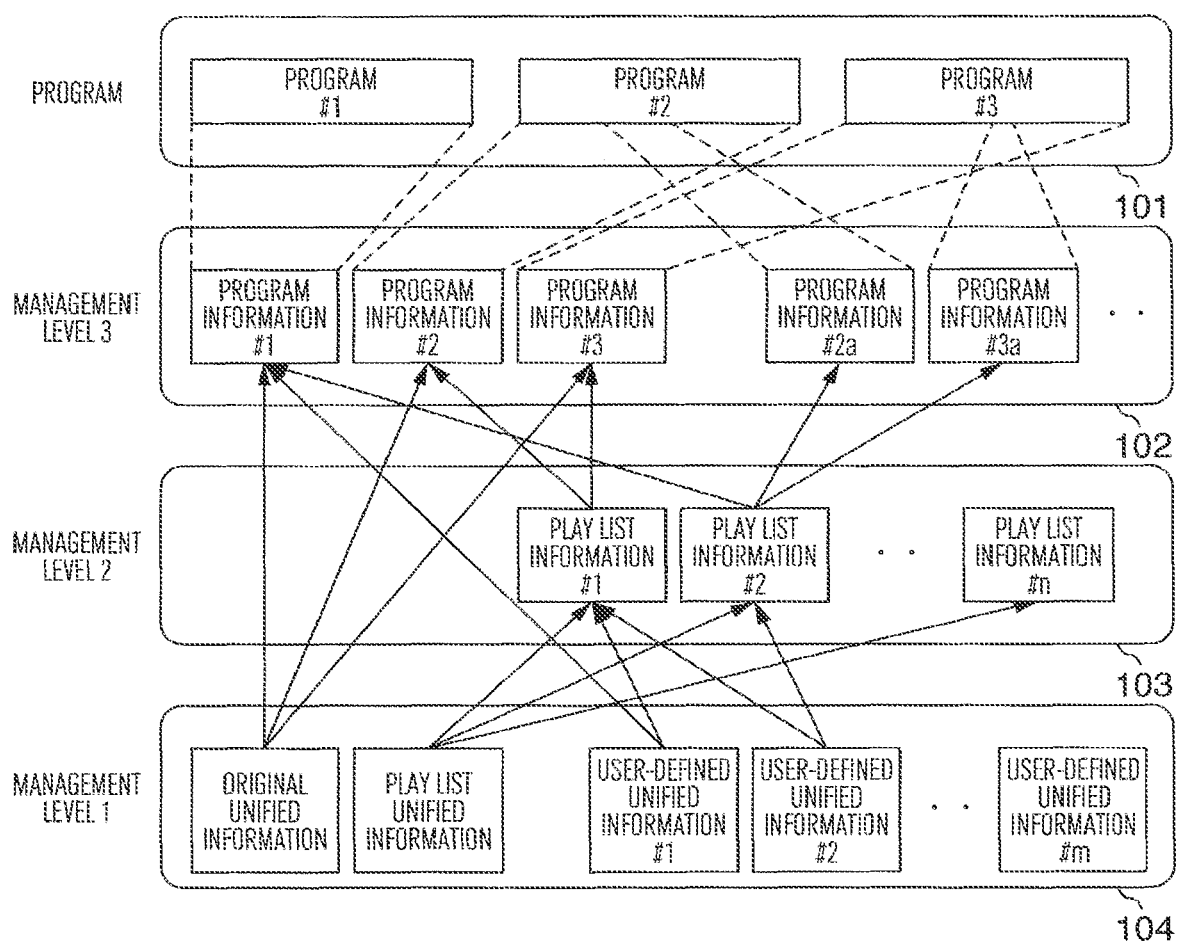 PROGRAM
PROGRAM
#1
PROGRAM
#2
PROGRAM
#3
101
MANAGEMENT
LEVEL 3
PROGRAM
INFORMATION
#1
PROGRAM
INFORMATION
#2
PROGRAM
INFORMATION
#3
PROGRAM
INFORMATION
#2a
PROGRAM
INFORMATION
#3a
102
MANAGEMENT
LEVEL 2
PLAY LIST
INFORMATION
#1
PLAY LIST
INFORMATION
#2
PLAY LIST
INFORMATION
#n
103
MANAGEMENT
LEVEL 1
ORIGINAL
UNIFIED
INFORMATION
PLAY LIST
UNIFIED
INFORMATION
USER-DEFINED
UNIFIED
INFORMATION
#1
USER-DEFINED
UNIFIED
INFORMATION
#2
USER-DEFINED
UNIFIED
INFORMATION
#m
104